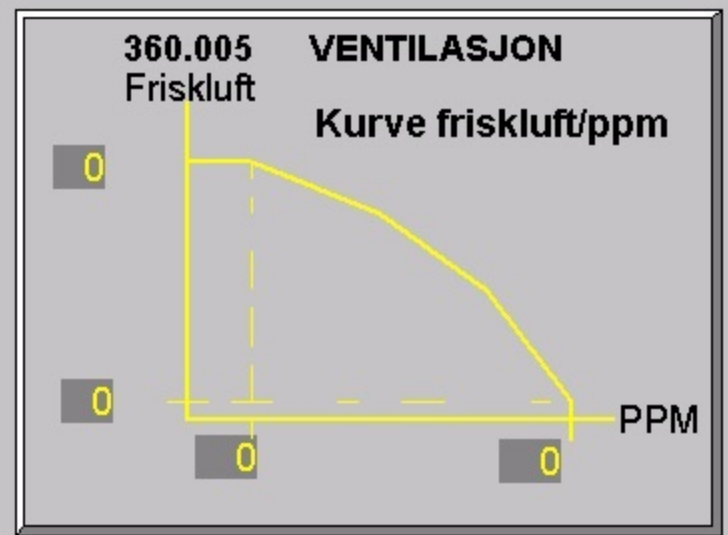 360.005 VENTILASJON
Friskluft
Kurve friskluft/ppm
0
0
PPM
0 0